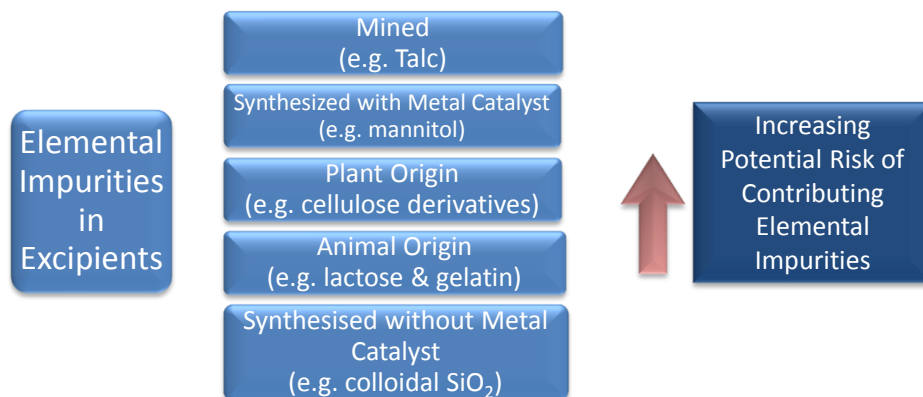 Elemental
Impurities
in
Excipients
Mined
(e.g. Talc)
Synthesized with Metal Catalyst
(e.g. mannitol)
Plant Origin
(e.g. cellulose derivatives)
Animal Origin
(e.g. lactose & gelatin)
Synthesised without Metal
Catalyst
(e.g. colloidal SiO₂)
Increasing
Potential Risk of
Contributing
Elemental
Impurities